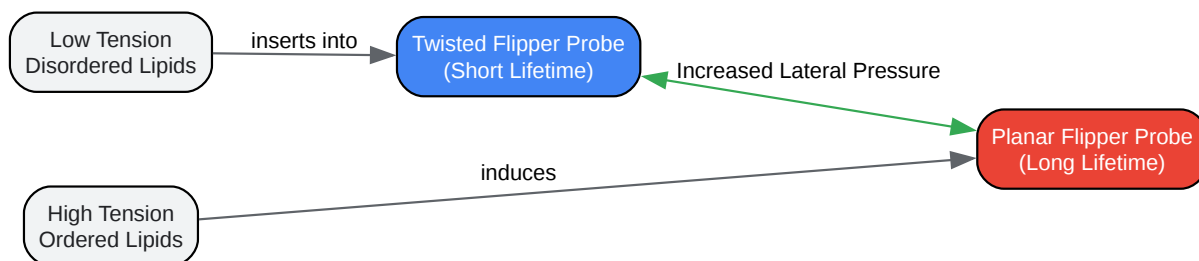 Low Tension
Disordered Lipids
inserts into
Twisted Flipper Probe
(Short Lifetime)
Increased Lateral Pressure
Planar Flipper Probe
(Long Lifetime)
induces
High Tension
Ordered Lipids